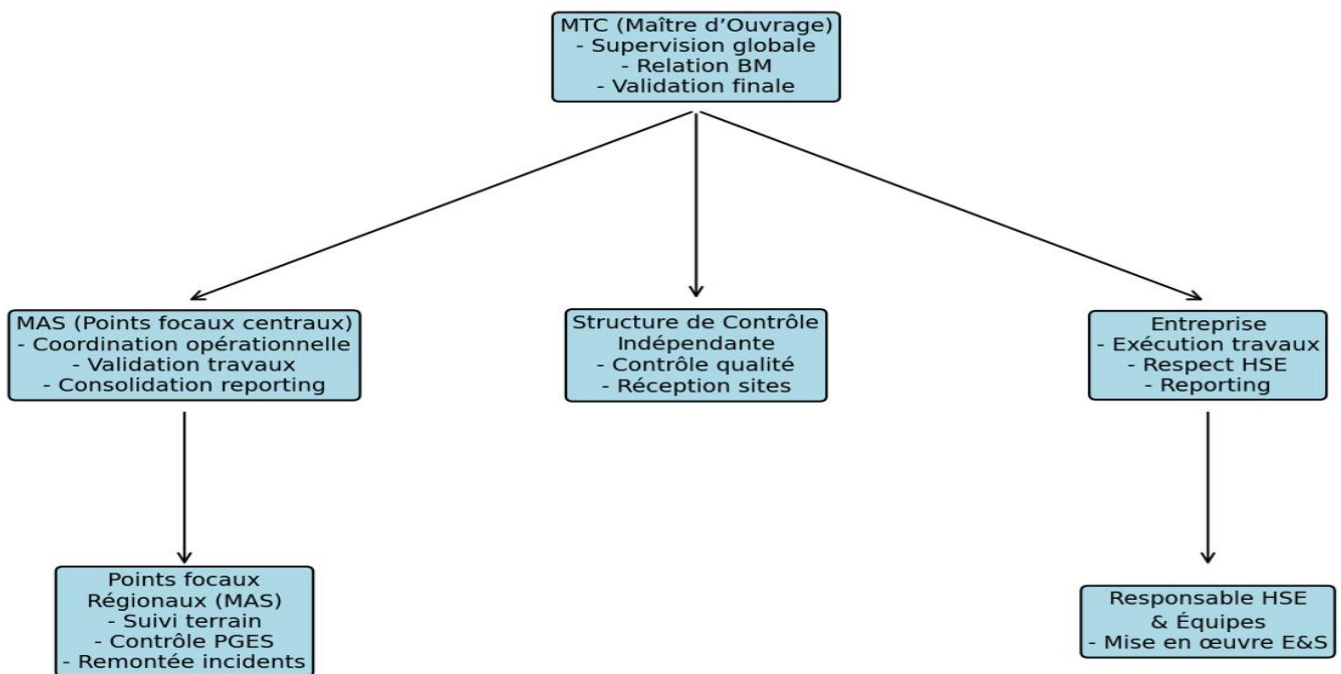 MTC (Maître d’Ouvrage)
- Supervision globale
- Relation BM
- Validation finale
MAS (Points focaux centraux)
- Coordination opérationnelle
- Validation travaux
- Consolidation reporting
Structure de Contrôle
Indépendante
- Contrôle qualité
- Réception sites
Entreprise
- Exécution travaux
- Respect HSE
- Reporting
Points focaux
Régionaux (MAS)
- Suivi terrain
- Contrôle PGES
- Remontée incidents
Responsable HSE
& Équipes
- Mise en œuvre E&S